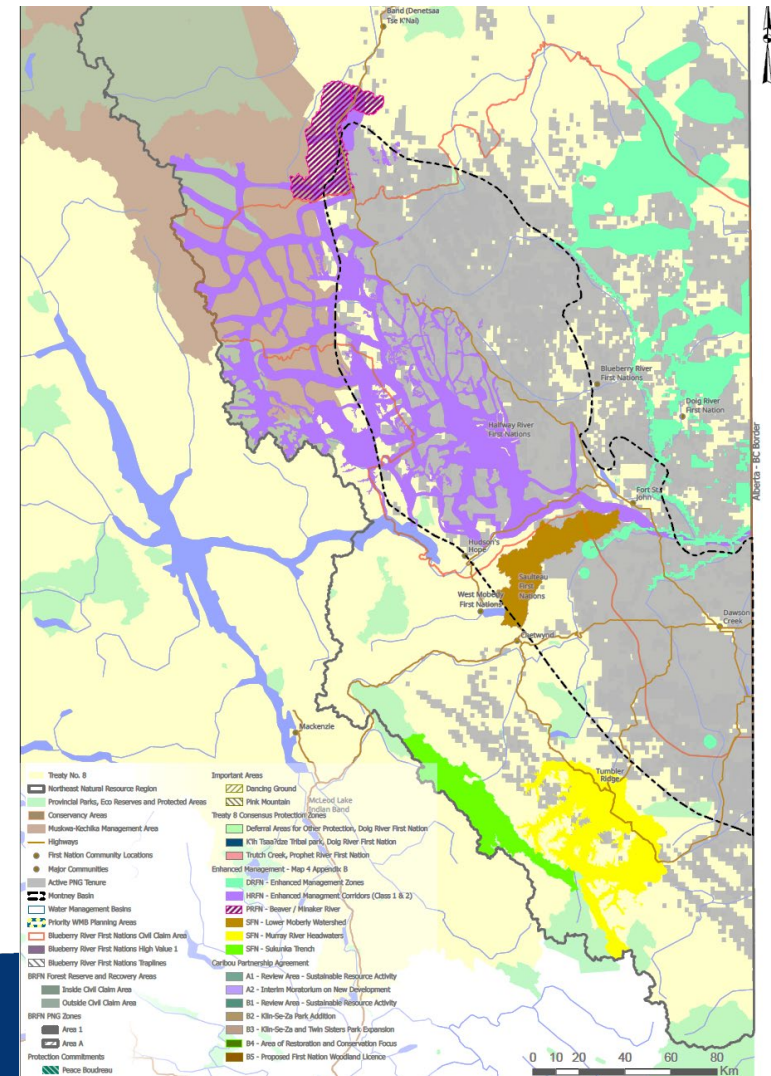 Band (Denetsaa
Tse K'Nai)
Blueberry River
First Nations
Doig River
First Nation
Halfway River
First Nations
Alberta - BC Border
Fort St.
John
Hudson's
Hope
Saulteau
First
Nations
West Moberly
First Nations
Dawson
Creek
Chetwynd
Mackenzie
Tumbler
Ridge
McLeod Lake
Indian Band
Treaty No. 8
Northeast Natural Resource Region
Provincial Parks, Eco Reserves and Protected Areas
Conservancy Areas
Muskwa-Kechika Management Area
Highways
First Nation Community Locations
Major Communities
Active PNG Tenure
Montney Basin
Water Management Basins
Priority WMB Planning Areas
Blueberry River First Nations Civil Claim Area
Blueberry River First Nations High Value 1
Blueberry River First Nations Traplines
BRFN Forest Reserve and Recovery Areas
Inside Civil Claim Area
Outside Civil Claim Area
BRFN PNG Zones
Area 1
Area A
Protection Commitments
Peace Boudreau
Important Areas
Dancing Ground
Pink Mountain
Treaty 8 Consensus Protection Zones
Deferral Areas for Other Protection, Doig River First Nation
K'ih Tsaa?dze Tribal park, Doig River First Nation
Trutch Creek, Prophet River First Nation
Enhanced Management - Map 4 Appendix B
DRFN - Enhanced Management Zones
HRFN - Enhanced Managment Corridors (Class 1 & 2)
PRFN - Beaver / Minaker River
SFN - Lower Moberly Watershed
SFN - Murray River Headwaters
SFN - Sukunka Trench
Caribou Partnership Agreement
A1 - Review Area - Sustainable Resource Activity
A2 - Interim Moratorium on New Development
B1 - Review Area - Sustainable Resource Activity
B2 - Klin-Se-Za Park Addition
B3 - Klin-Se-Za and Twin Sisters Park Expansion
B4 - Area of Restoration and Conservation Focus
B5 - Proposed First Nation Woodland Licence
0 10 20 40 60 80
Km